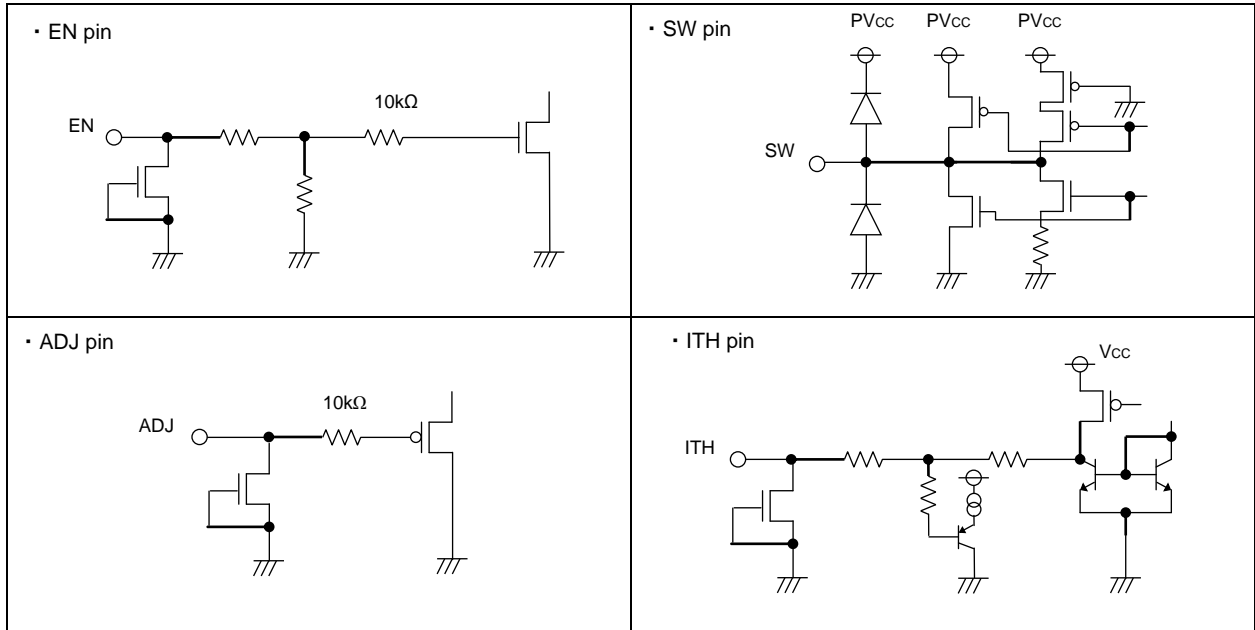 ・EN pin
10kΩ
EN
・SW pin
PVCC PVCC PVCC
SW
・ADJ pin
10kΩ
ADJ
・ITH pin
VCC
ITH